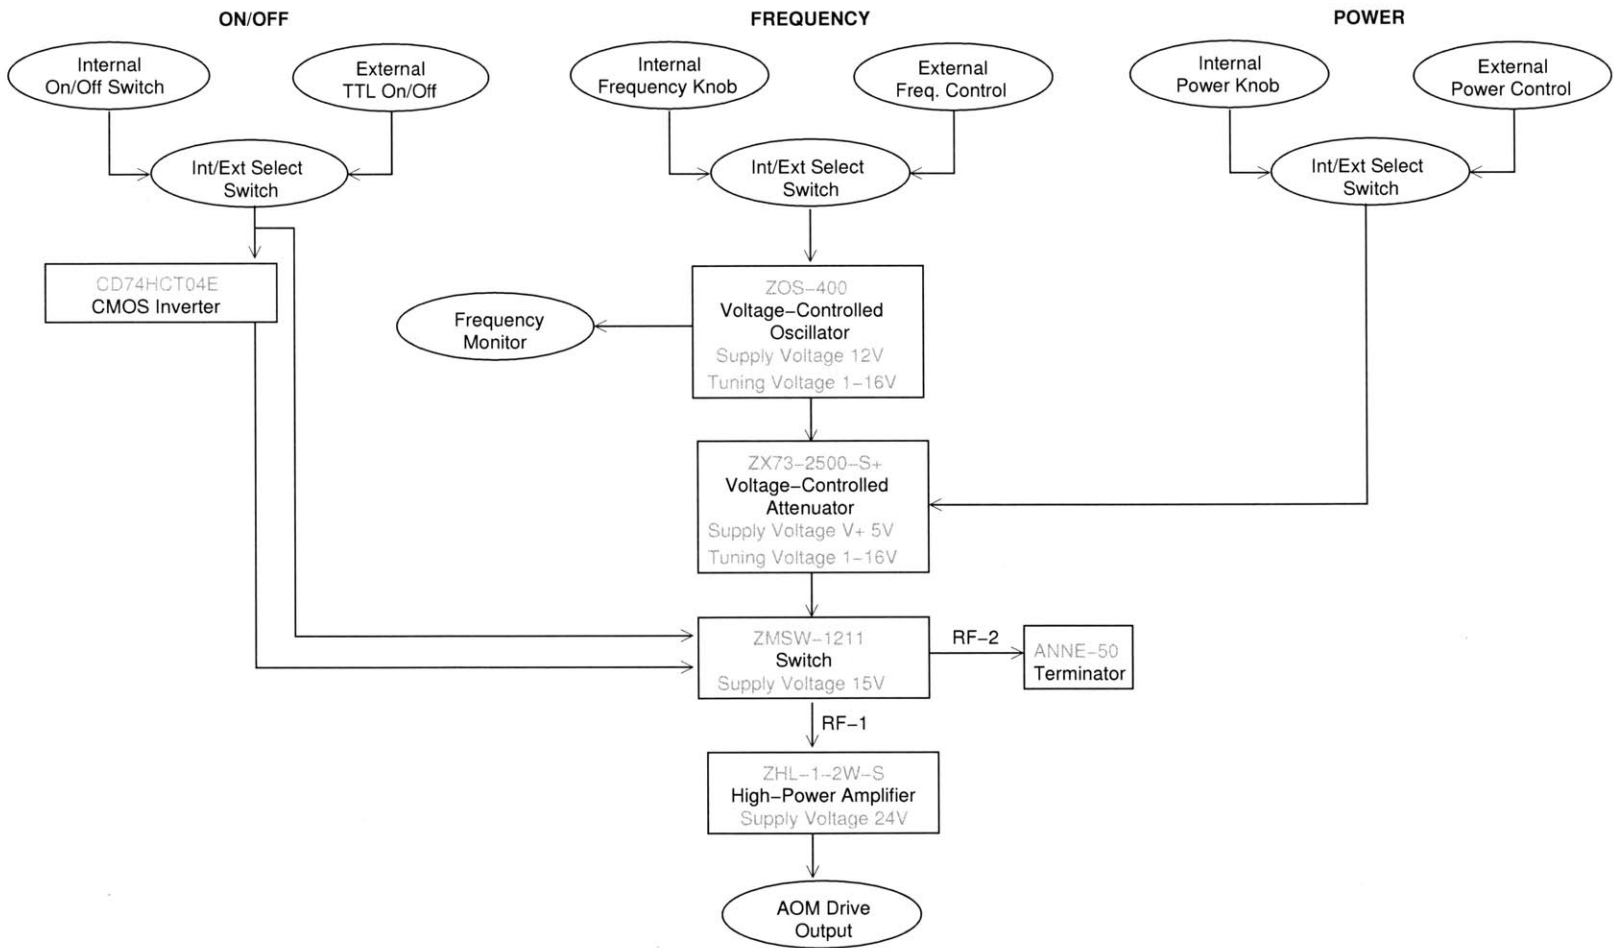 ON/OFF
FREQUENCY
POWER
Internal
On/Off Switch
External
TTL On/Off
Internal
Frequency Knob
External
Freq. Control
Internal
Power Knob
External
Power Control
Int/Ext Select
Switch
Int/Ext Select
Switch
Int/Ext Select
Switch
CD74HCT04E
CMOS Inverter
Frequency
Monitor
ZOS-400
Voltage-Controlled
Oscillator
Supply Voltage 12V
Tuning Voltage 1-16V
ZX73-2500-S+
Voltage-Controlled
Attenuator
Supply Voltage V+ 5V
Tuning Voltage 1-16V
ZMSW-1211
Switch
Supply Voltage 15V
RF-2
ANNE-50
Terminator
RF-1
ZHL-1-2W-S
High-Power Amplifier
Supply Voltage 24V
AOM Drive
Output